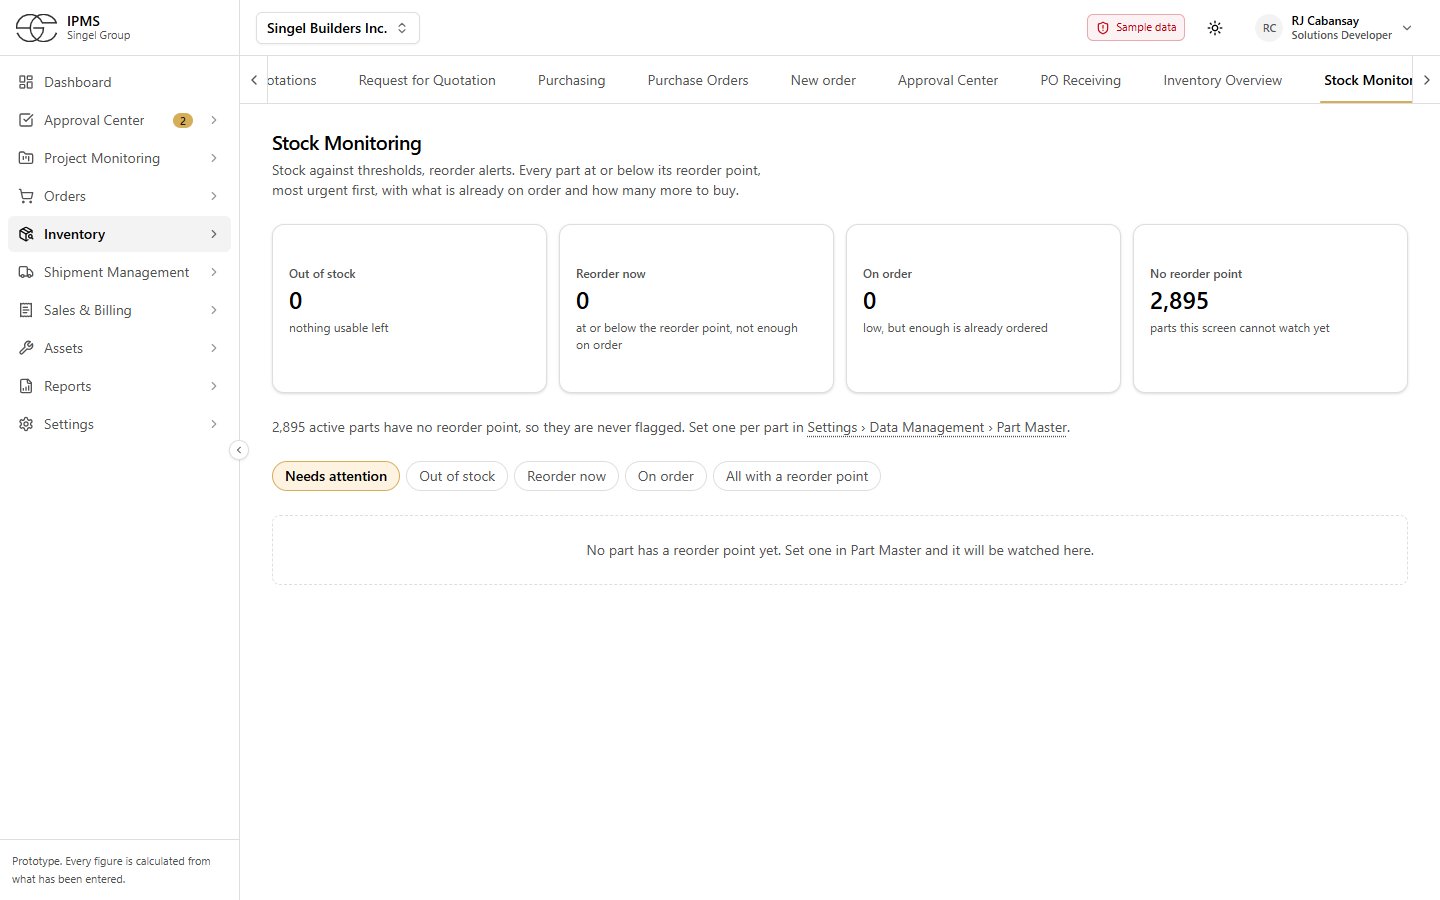 IPMS
Singel Group
Singel Builders Inc.
Sample data
RC
RJ Cabansay
Solutions Developer
Dashboard
Approval Center
2
Project Monitoring
Orders
Inventory
Shipment Management
Sales & Billing
Assets
Reports
Settings
Prototype. Every figure is calculated from
what has been entered.
otations
Request for Quotation
Purchasing
Purchase Orders
New order
Approval Center
PO Receiving
Inventory Overview
Stock Monitor
Stock Monitoring
Stock against thresholds, reorder alerts. Every part at or below its reorder point,
most urgent first, with what is already on order and how many more to buy.
Out of stock
0
nothing usable left
Reorder now
0
at or below the reorder point, not enough
on order
On order
0
low, but enough is already ordered
No reorder point
2,895
parts this screen cannot watch yet
2,895 active parts have no reorder point, so they are never flagged. Set one per part in Settings › Data Management › Part Master.
Needs attention
Out of stock
Reorder now
On order
All with a reorder point
No part has a reorder point yet. Set one in Part Master and it will be watched here.